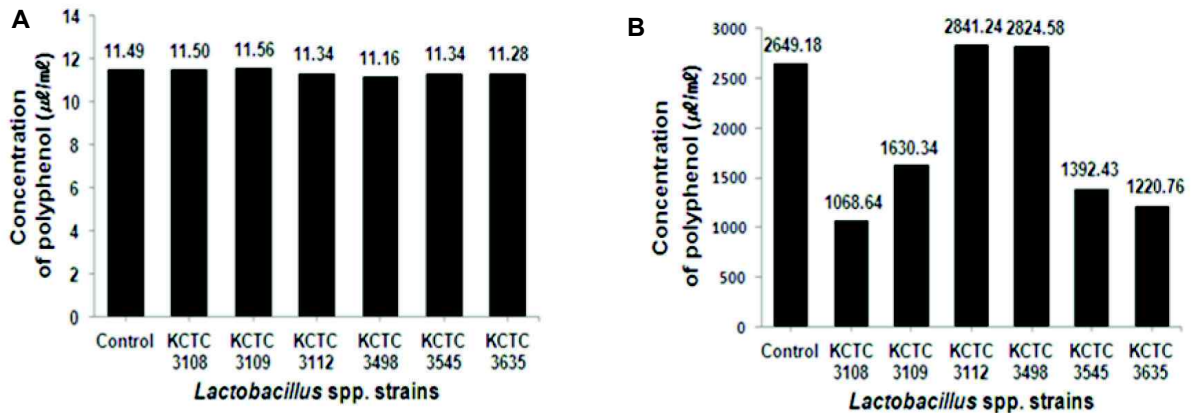 A
Concentration
of polyphenol (㎕/㎖)
14
12
10
8
6
4
2
0
11.49
11.50
11.56
11.34
11.16
11.34
11.28
Control
KCTC
3108
KCTC
3109
KCTC
3112
KCTC
3498
KCTC
3545
KCTC
3635
Lactobacillus spp. strains
B
Concentration
of polyphenol (㎕/㎖)
3000
2500
2000
1500
1000
500
0
2649.18
1068.64
1630.34
2841.24
2824.58
1392.43
1220.76
Control
KCTC
3108
KCTC
3109
KCTC
3112
KCTC
3498
KCTC
3545
KCTC
3635
Lactobacillus spp. strains